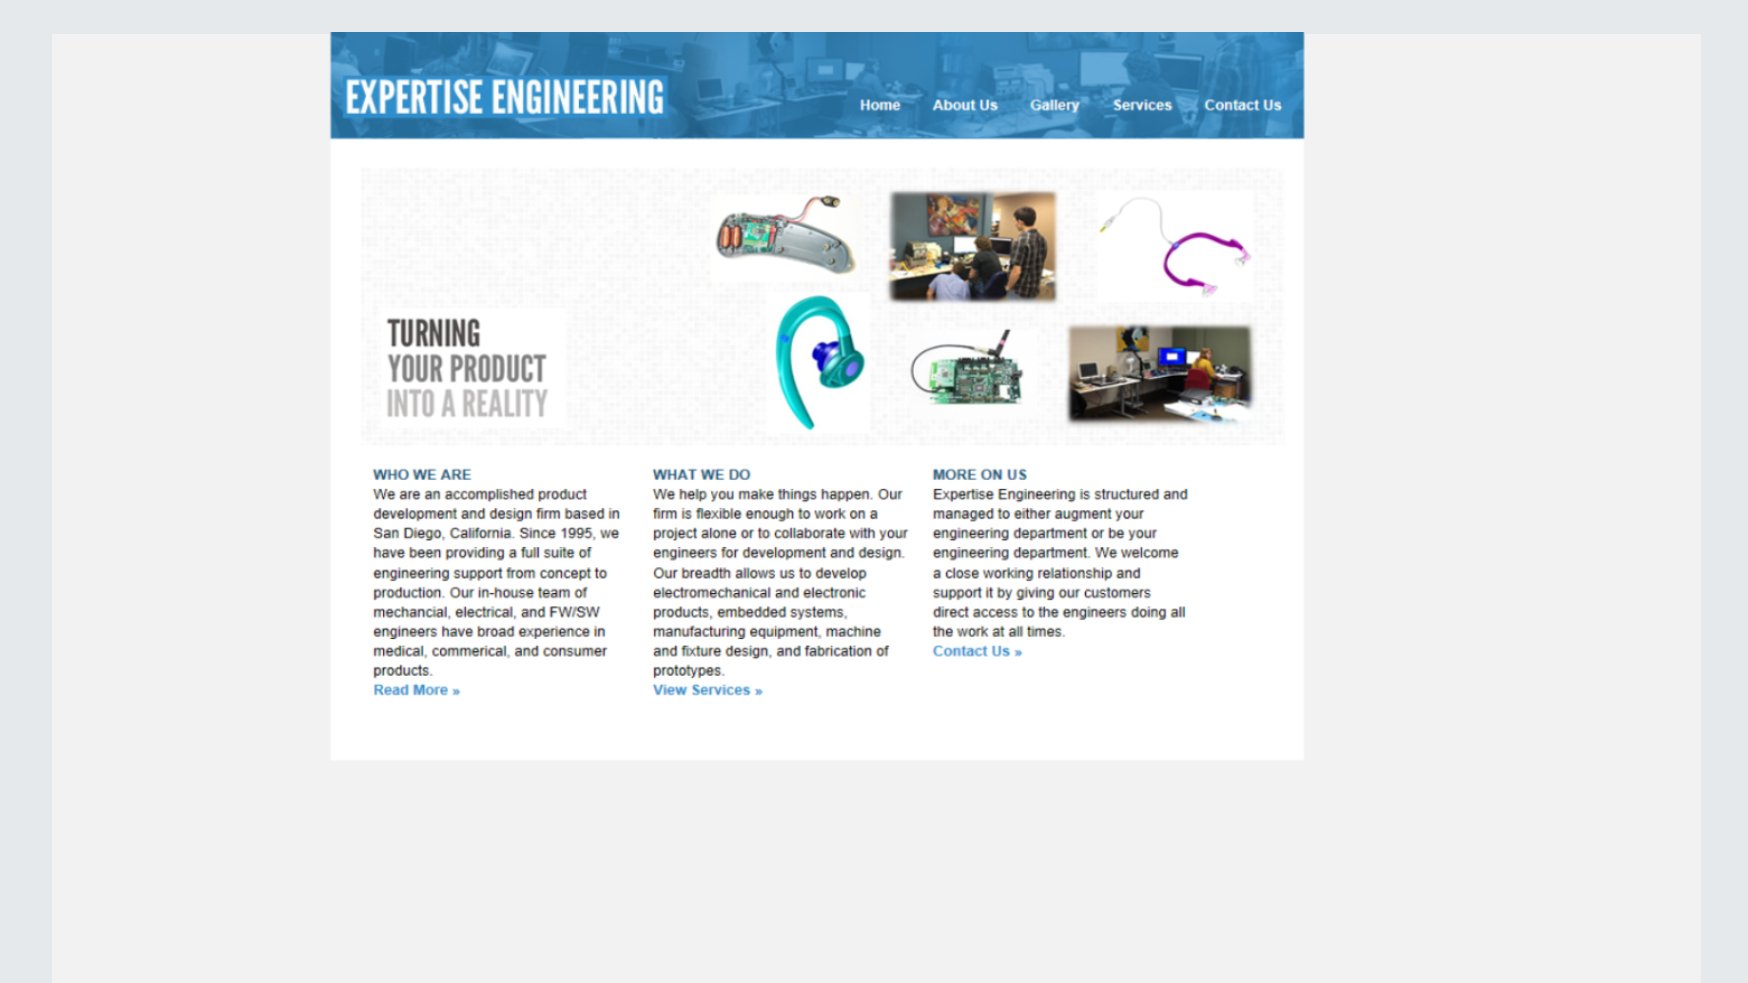 EXPERTISE ENGINEERING
Home About Us Gallery Services Contact Us
TURNING
YOUR PRODUCT
INTO A REALITY
WHO WE ARE
We are an accomplished product
development and design firm based in
San Diego, California. Since 1995, we
have been providing a full suite of
engineering support from concept to
production. Our in-house team of
mechancial, electrical, and FW/SW
engineers have broad experience in
medical, commerical, and consumer
products.
Read More »
WHAT WE DO
We help you make things happen. Our
firm is flexible enough to work on a
project alone or to collaborate with your
engineers for development and design.
Our breadth allows us to develop
electromechanical and electronic
products, embedded systems,
manufacturing equipment, machine
and fixture design, and fabrication of
prototypes.
View Services »
MORE ON US
Expertise Engineering is structured and
managed to either augment your
engineering department or be your
engineering department. We welcome
a close working relationship and
support it by giving our customers
direct access to the engineers doing all
the work at all times.
Contact Us »